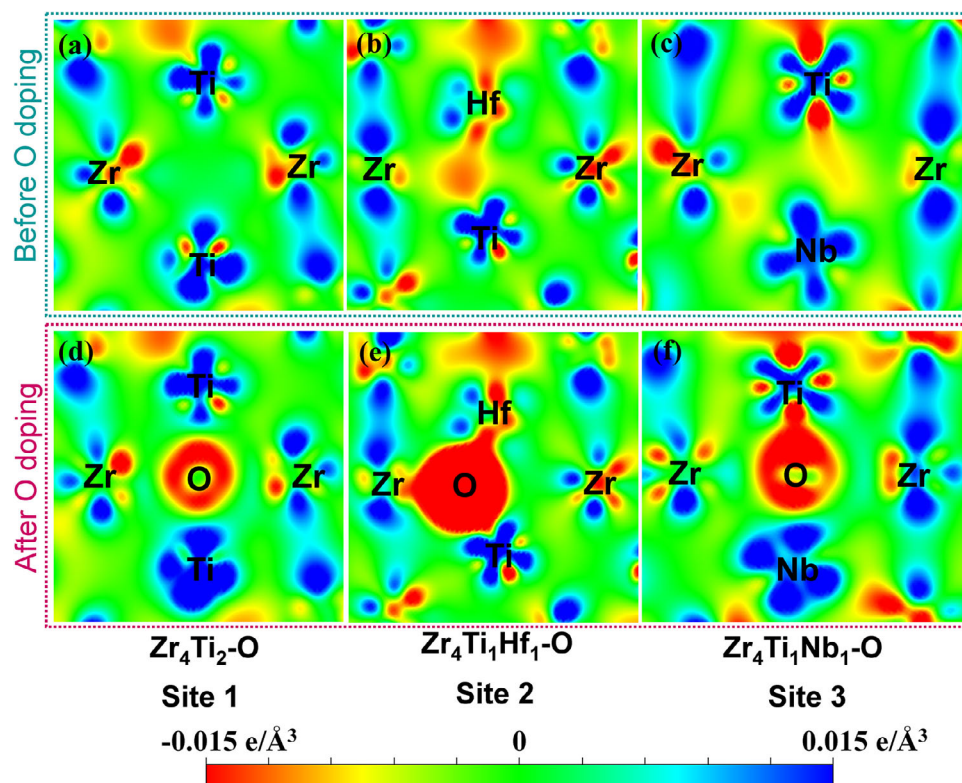 Before O doping
(a) (b) (c)
Ti Hf Ti
Zr Zr Zr Zr Zr Zr
Ti Ti Nb
After O doping
(d) (e) (f)
Ti Hf Ti
Zr O Zr Zr O Zr Zr O Zr
Ti Ti Nb
Zr₄Ti₂-O Zr₄Ti₁Hf₁-O Zr₄Ti₁Nb₁-O
Site 1 Site 2 Site 3
-0.015 e/Å³ 0 0.015 e/Å³